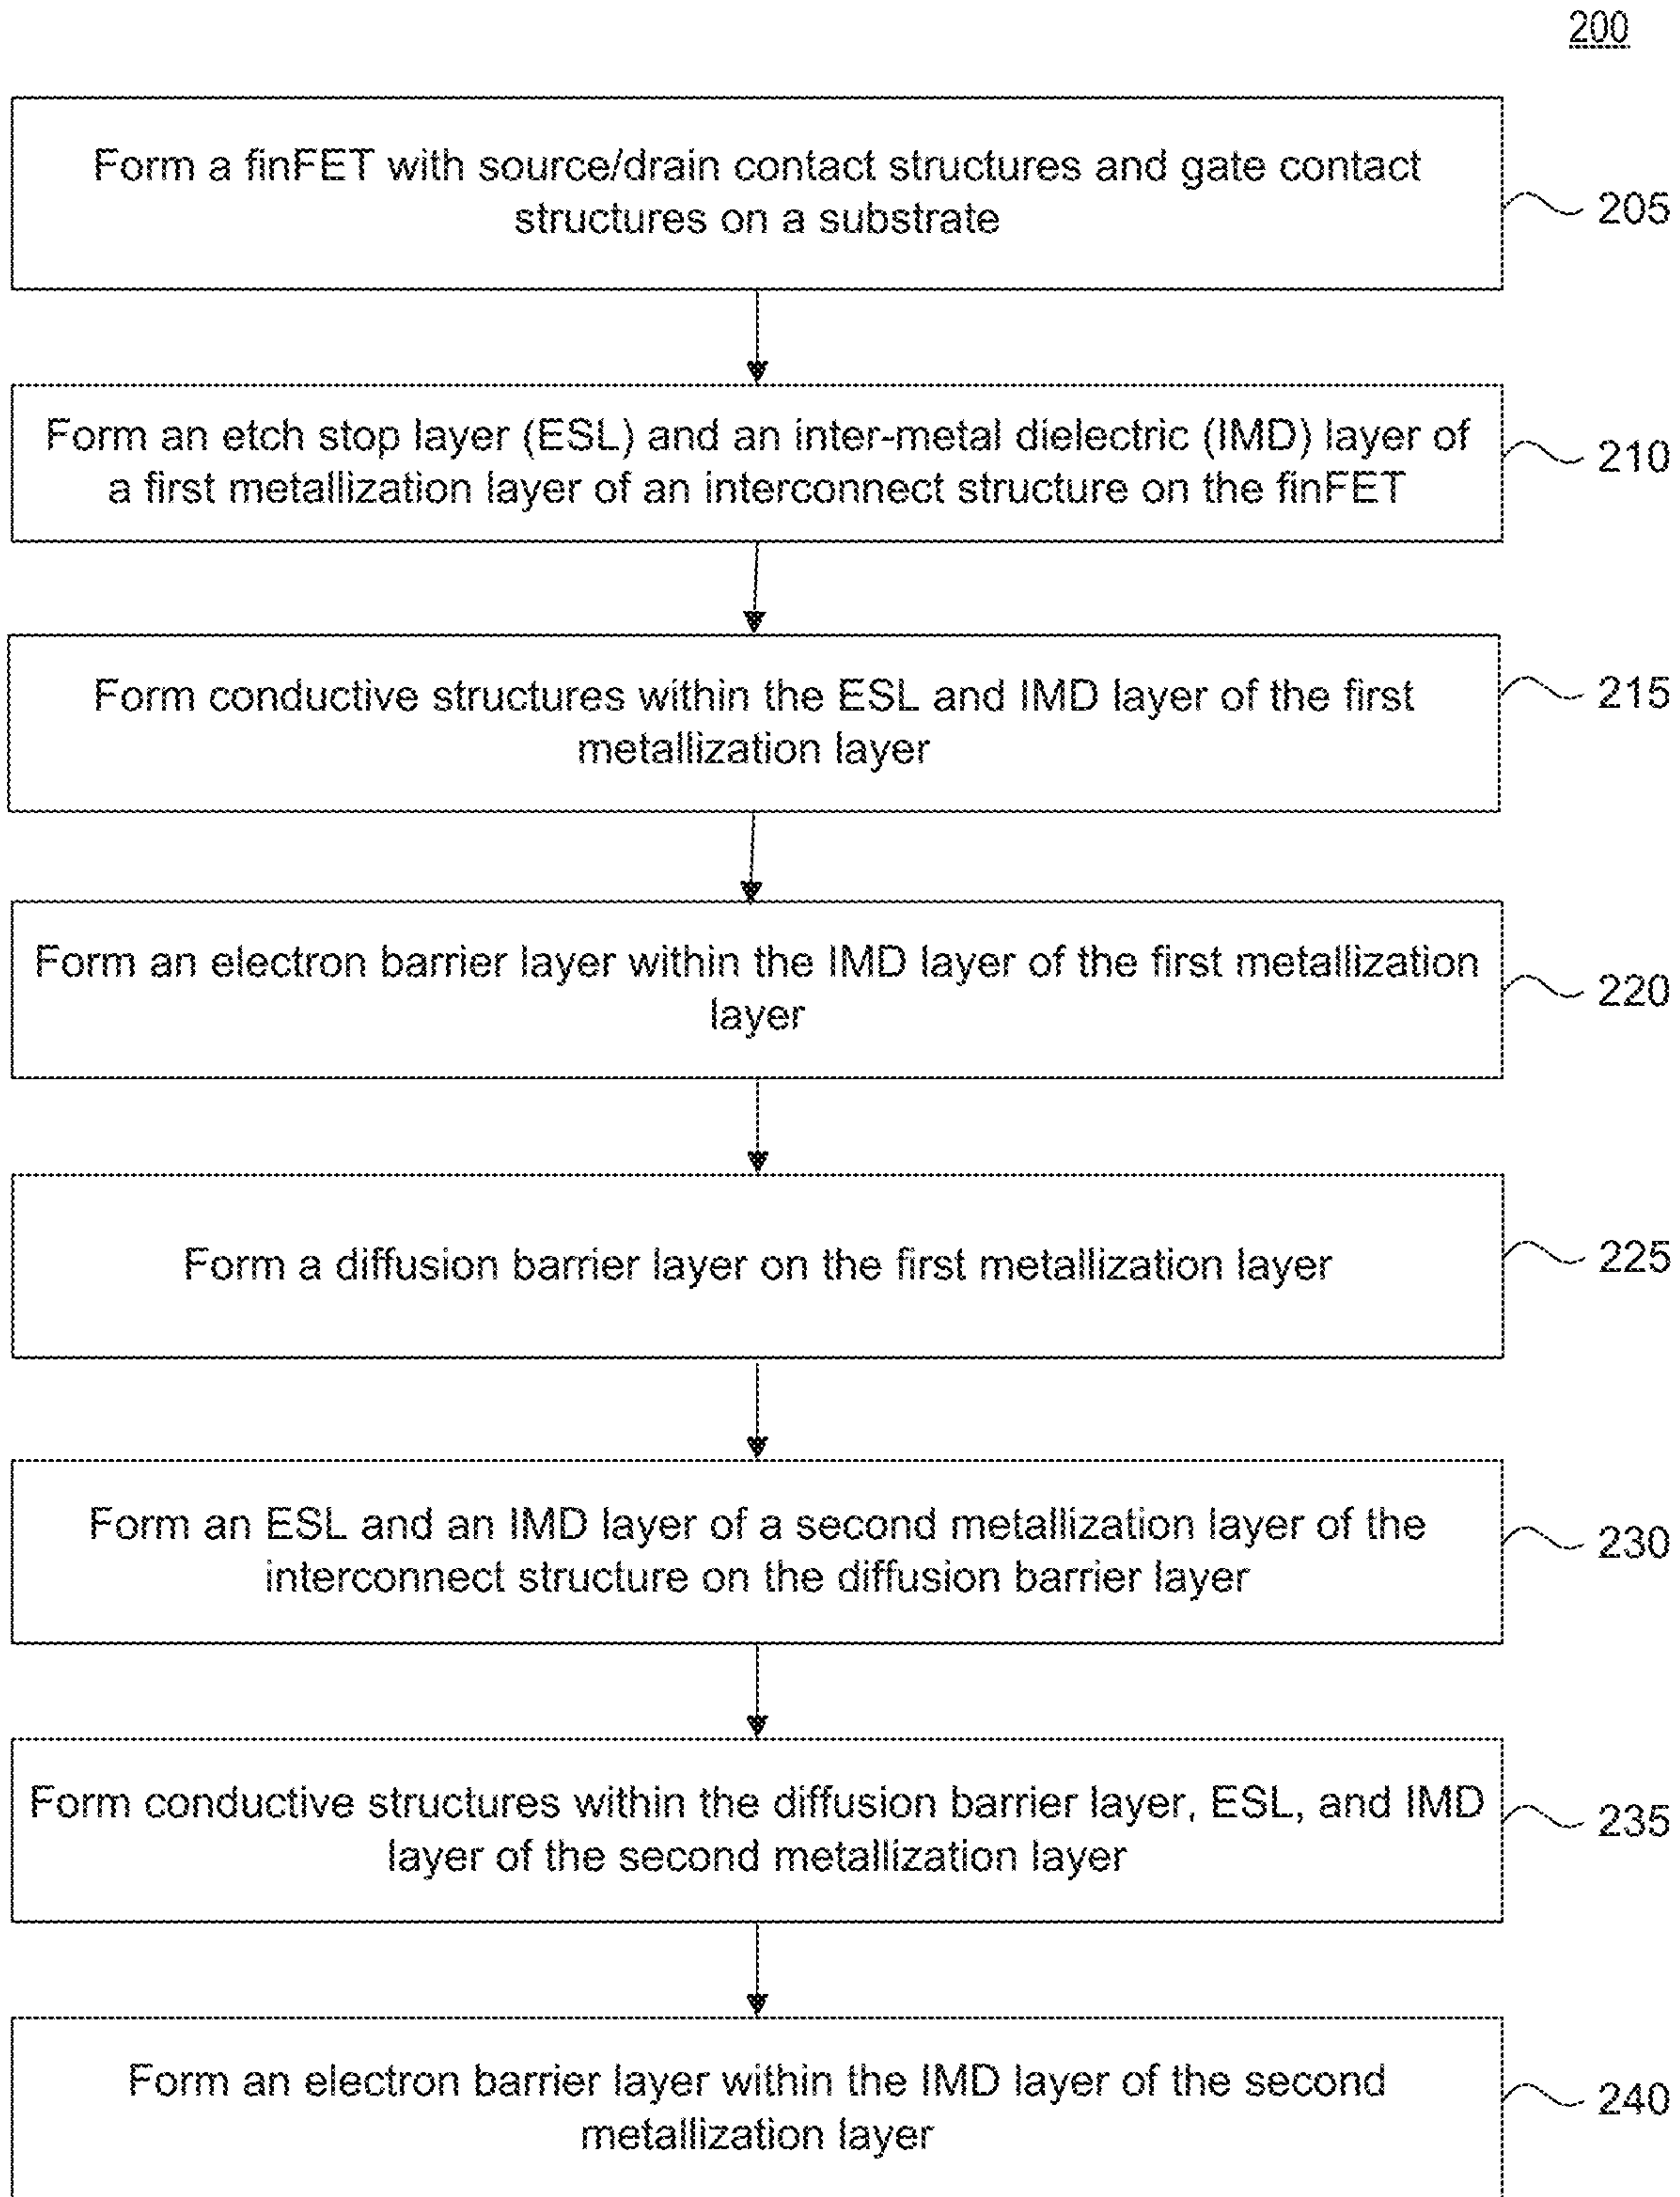 200
Form a finFET with source/drain contact structures and gate contact
structures on a substrate
205
Form an etch stop layer (ESL) and an inter-metal dielectric (IMD) layer of
a first metallization layer of an interconnect structure on the finFET
210
Form conductive structures within the ESL and IMD layer of the first
metallization layer
215
Form an electron barrier layer within the IMD layer of the first metallization
layer
220
Form a diffusion barrier layer on the first metallization layer
225
Form an ESL and an IMD layer of a second metallization layer of the
interconnect structure on the diffusion barrier layer
230
Form conductive structures within the diffusion barrier layer, ESL, and IMD
layer of the second metallization layer
235
Form an electron barrier layer within the IMD layer of the second
metallization layer
240